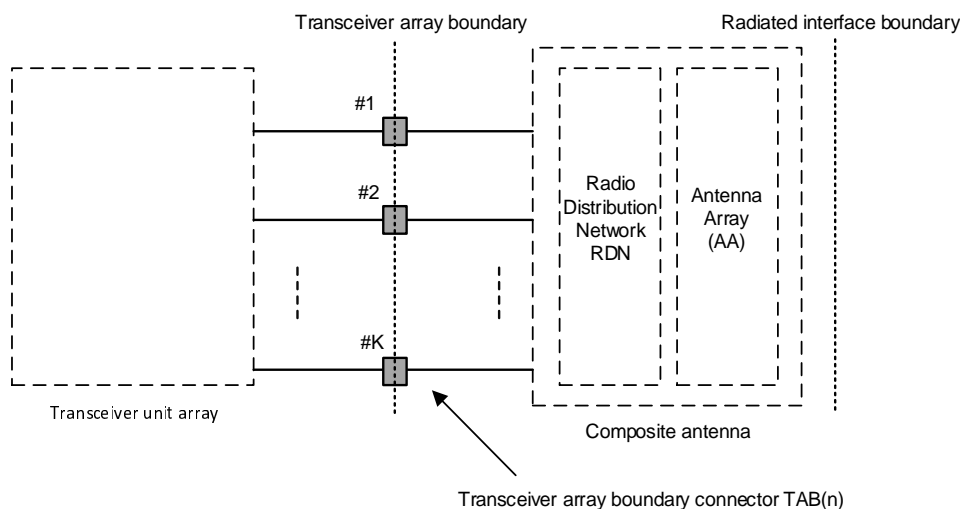 Transceiver array boundary
Radiated interface boundary
#1
#2
#K
Radio
Distribution
Network
RDN
Antenna
Array
(AA)
Transceiver unit array
Composite antenna
Transceiver array boundary connector TAB(n)